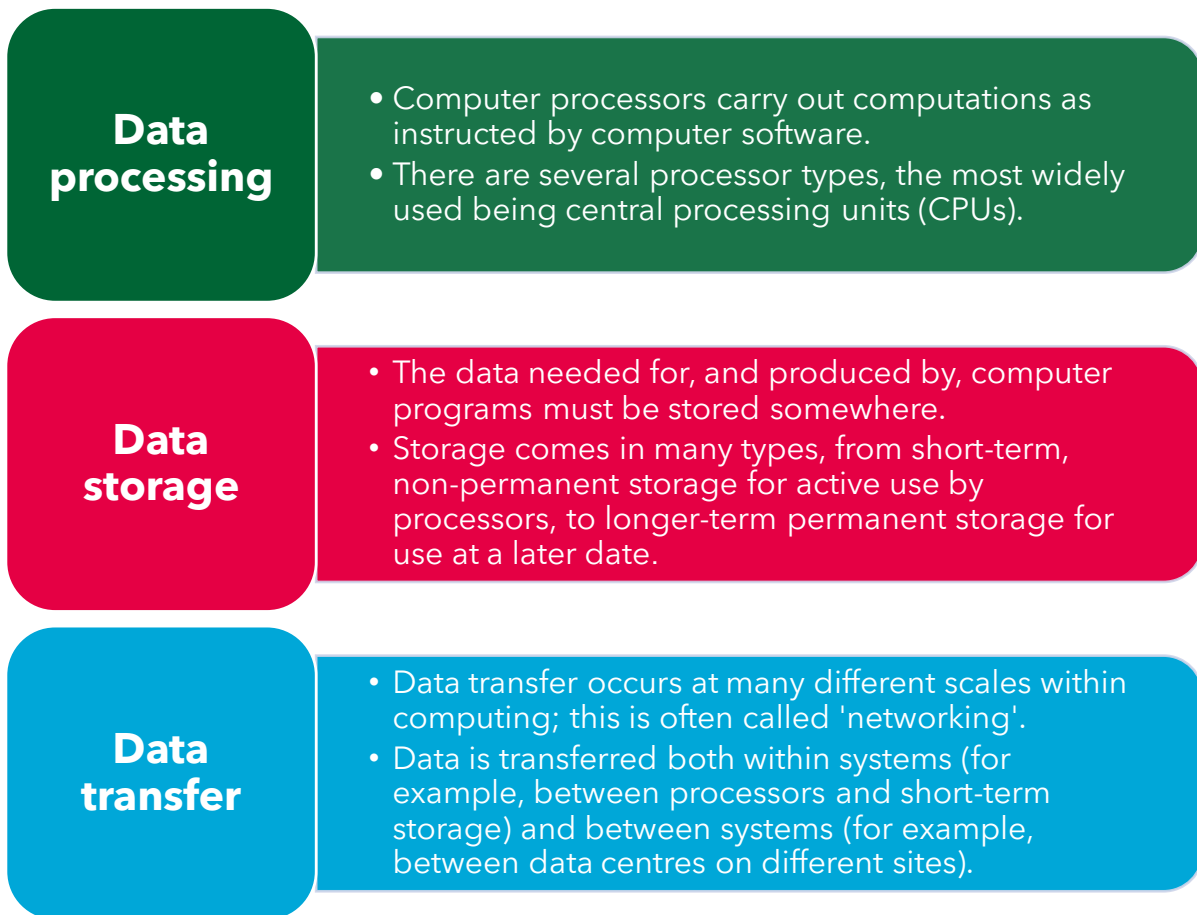 Data
processing
• Computer processors carry out computations as
instructed by computer software.
• There are several processor types, the most widely
used being central processing units (CPUs).
Data
storage
• The data needed for, and produced by, computer
programs must be stored somewhere.
• Storage comes in many types, from short-term,
non-permanent storage for active use by
processors, to longer-term permanent storage for
use at a later date.
Data
transfer
• Data transfer occurs at many different scales within
computing; this is often called 'networking'.
• Data is transferred both within systems (for
example, between processors and short-term
storage) and between systems (for example,
between data centres on different sites).